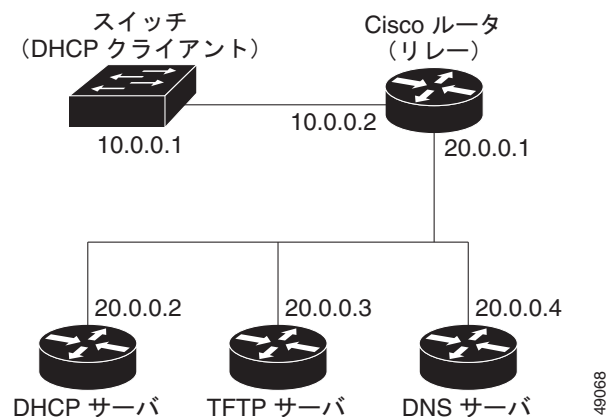 スイッチ
（DHCP クライアント）
Cisco ルータ
（リレー）
10.0.0.2
10.0.0.1
20.0.0.1
20.0.0.2
20.0.0.3
20.0.0.4
DHCP サーバ
TFTP サーバ
DNS サーバ
49068